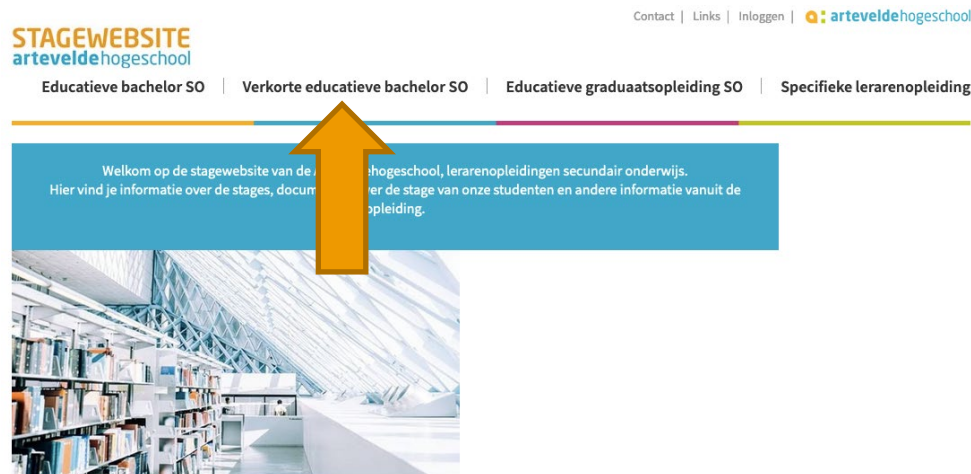 Contact | Links | Inloggen | arteveldehogeschool
STAGEWEBSITE
arteveldehogeschool
Educatieve bachelor SO | Verkorte educatieve bachelor SO | Educatieve graduaatsopleiding SO | Specifieke lerarenopleiding
Welkom op de stagewebsite van de ehogeschool, lerarenopleidingen secundair onderwijs.
Hier vind je informatie over de stages, docum ver de stage van onze studenten en andere informatie vanuit de
opleiding.